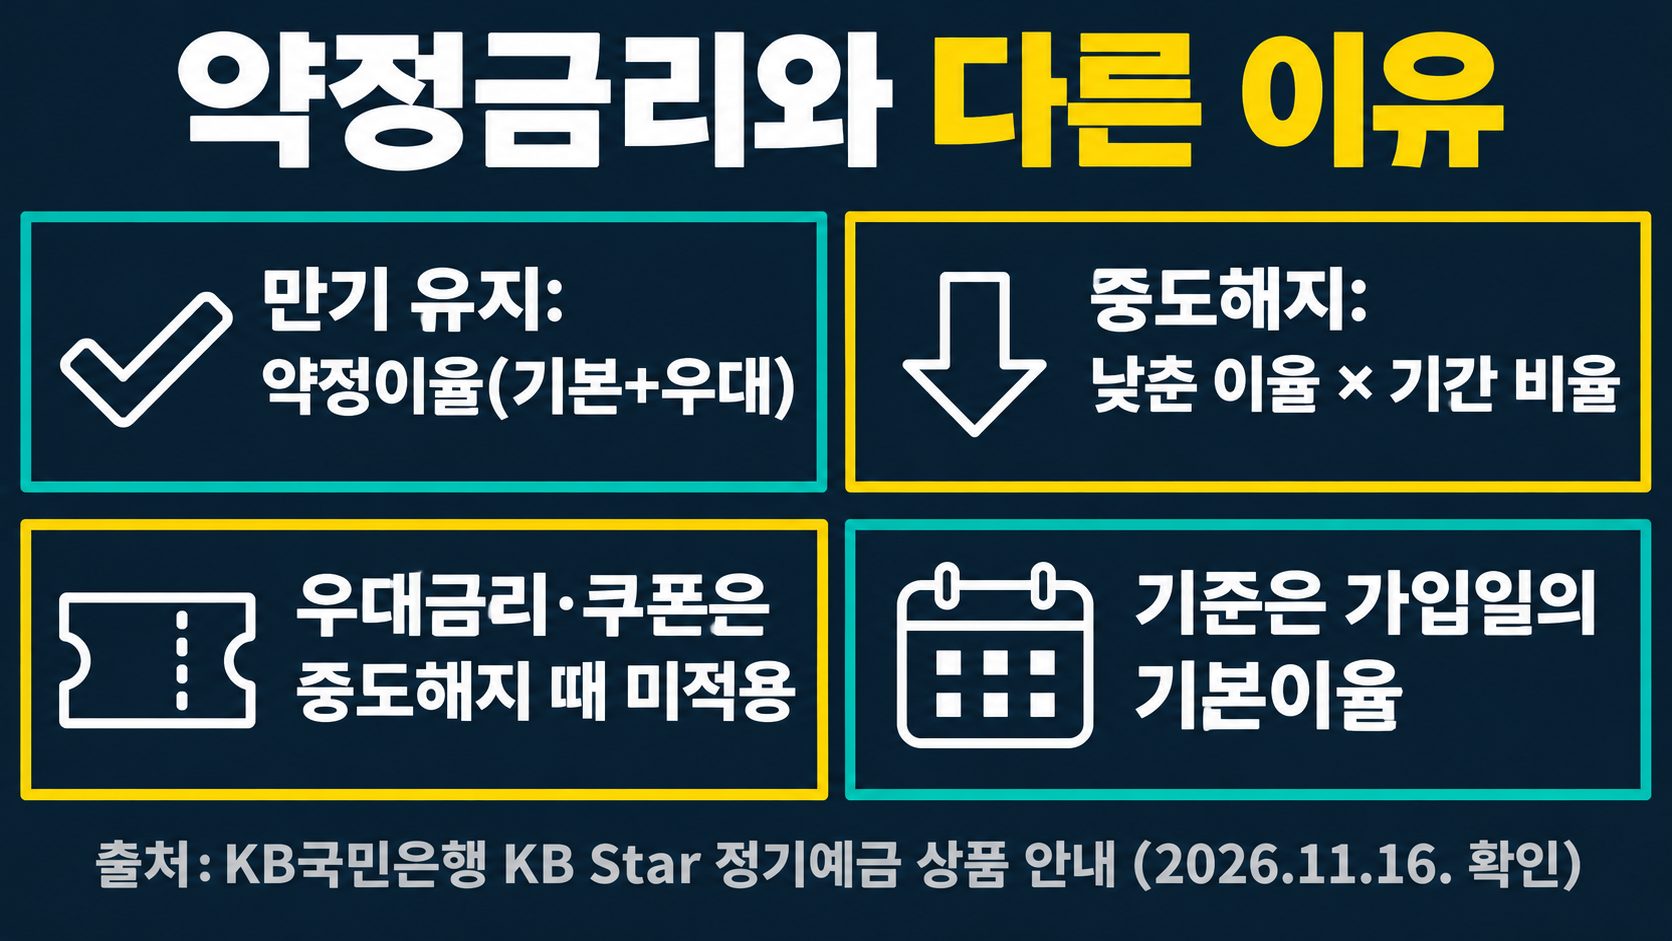 약정금리와 다른 이유
만기 유지:
약정이율(기본+우대)
중도해지:
낮춘 이율 × 기간 비율
우대금리·쿠폰은
중도해지 때 미적용
기준은 가입일의
기본이율
출처: KB국민은행 KB Star 정기예금 상품 안내 (2026.11.16. 확인)